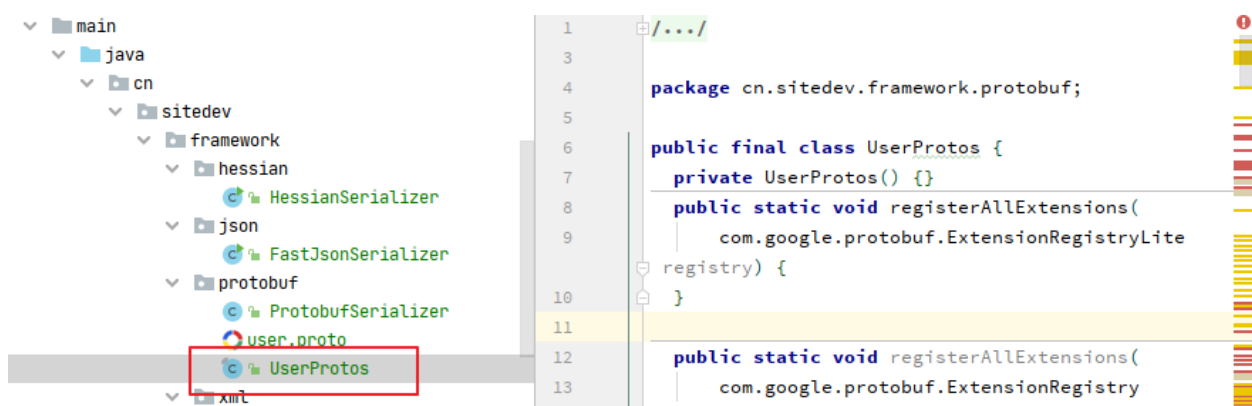 main
java
cn
sitedev
framework
hessian
HessianSerializer
json
FastJsonSerializer
protobuf
ProtobufSerializer
user.proto
UserProtos
xml
1 /.../
3
4 package cn.sitedev.framework.protobuf;
5
6 public final class UserProtos {
7 private UserProtos() {}
8 public static void registerAllExtensions(
9 com.google.protobuf.ExtensionRegistryLite
registry) {
10 }
11
12 public static void registerAllExtensions(
13 com.google.protobuf.ExtensionRegistry